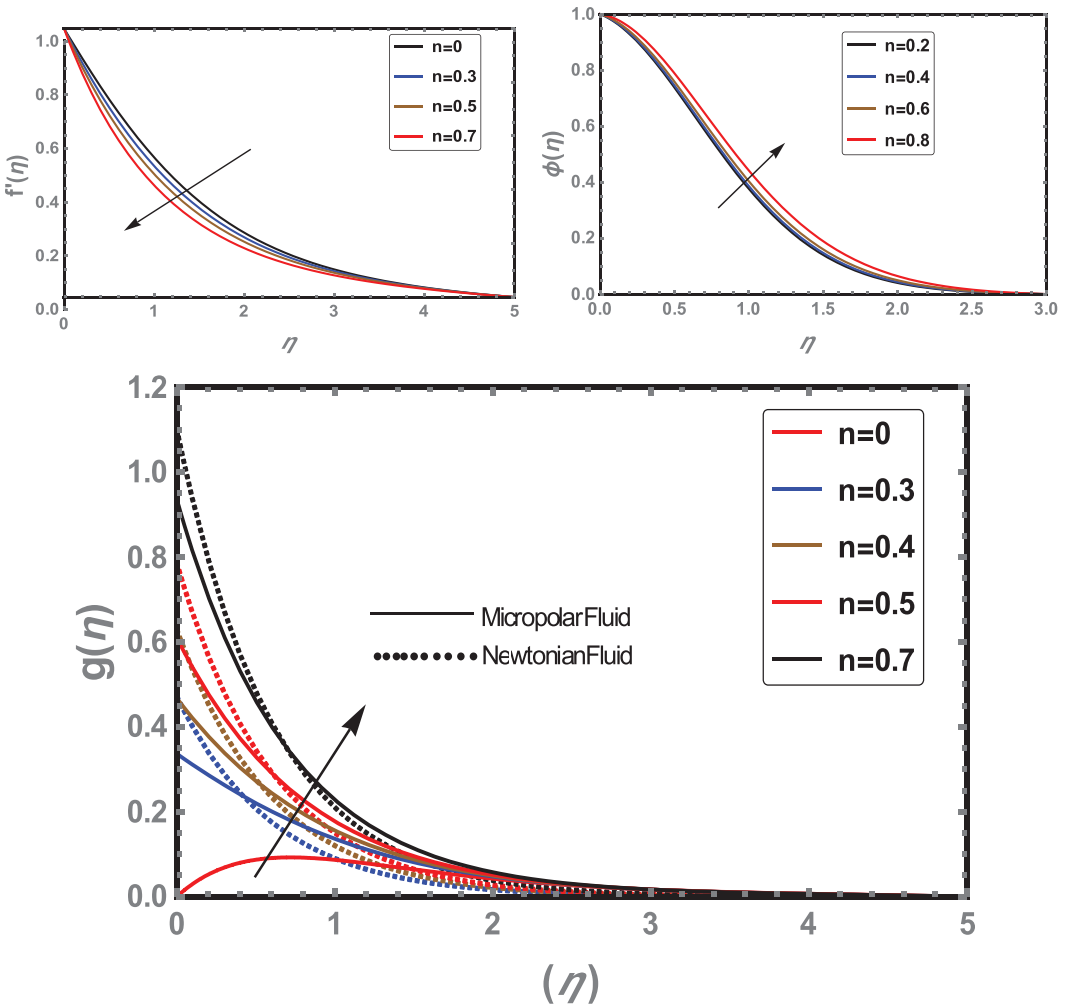 f'(η)
1.0
0.8
0.6
0.4
0.2
0.0
0 1 2 3 4 5
η
n=0
n=0.3
n=0.5
n=0.7
ϕ(η)
1.0
0.8
0.6
0.4
0.2
0.0
0.0 0.5 1.0 1.5 2.0 2.5 3.0
η
n=0.2
n=0.4
n=0.6
n=0.8
g(η)
1.2
1.0
0.8
0.6
0.4
0.2
0.0
0 1 2 3 4 5
(η)
MicropolarFluid
NewtonianFluid
n=0
n=0.3
n=0.4
n=0.5
n=0.7